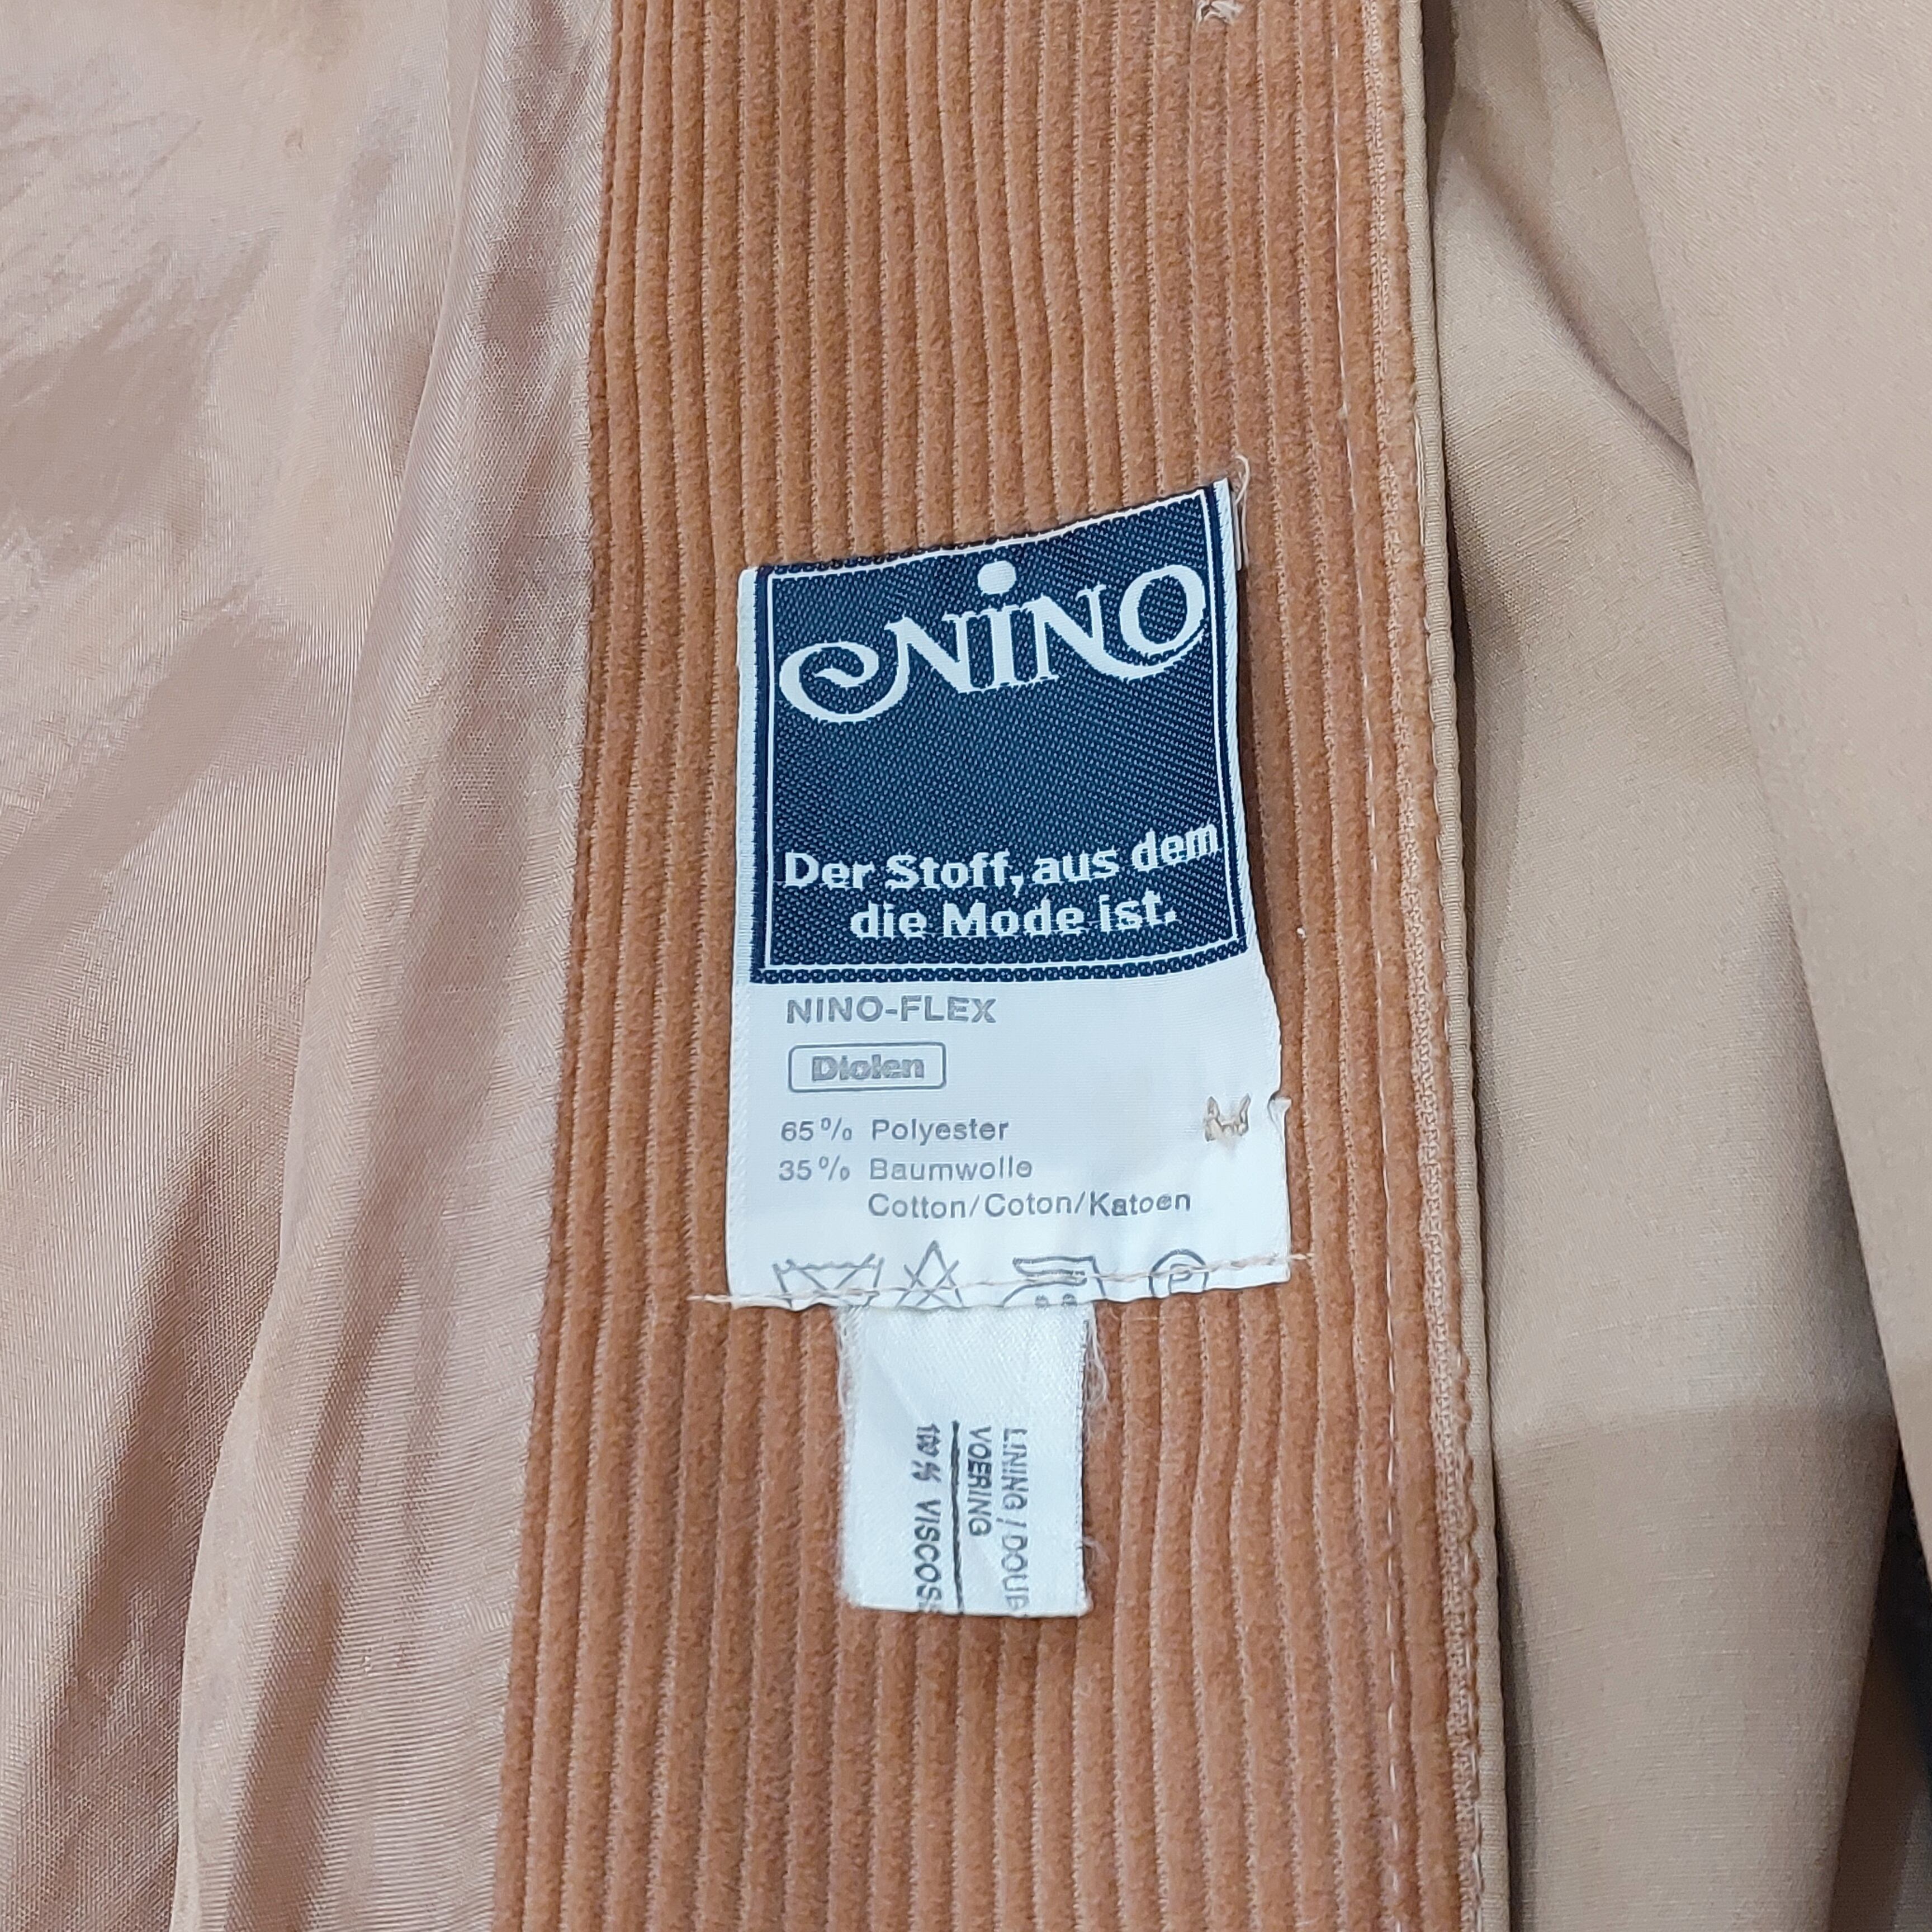 NINO
Der Stoff, aus dem
die Mode ist.
NINO-FLEX
Diolen
65% Polyester
35% Baumwolle
Cotton/Coton/Katoen
P
LINING / DOUB
VOERING
100% VISCOS